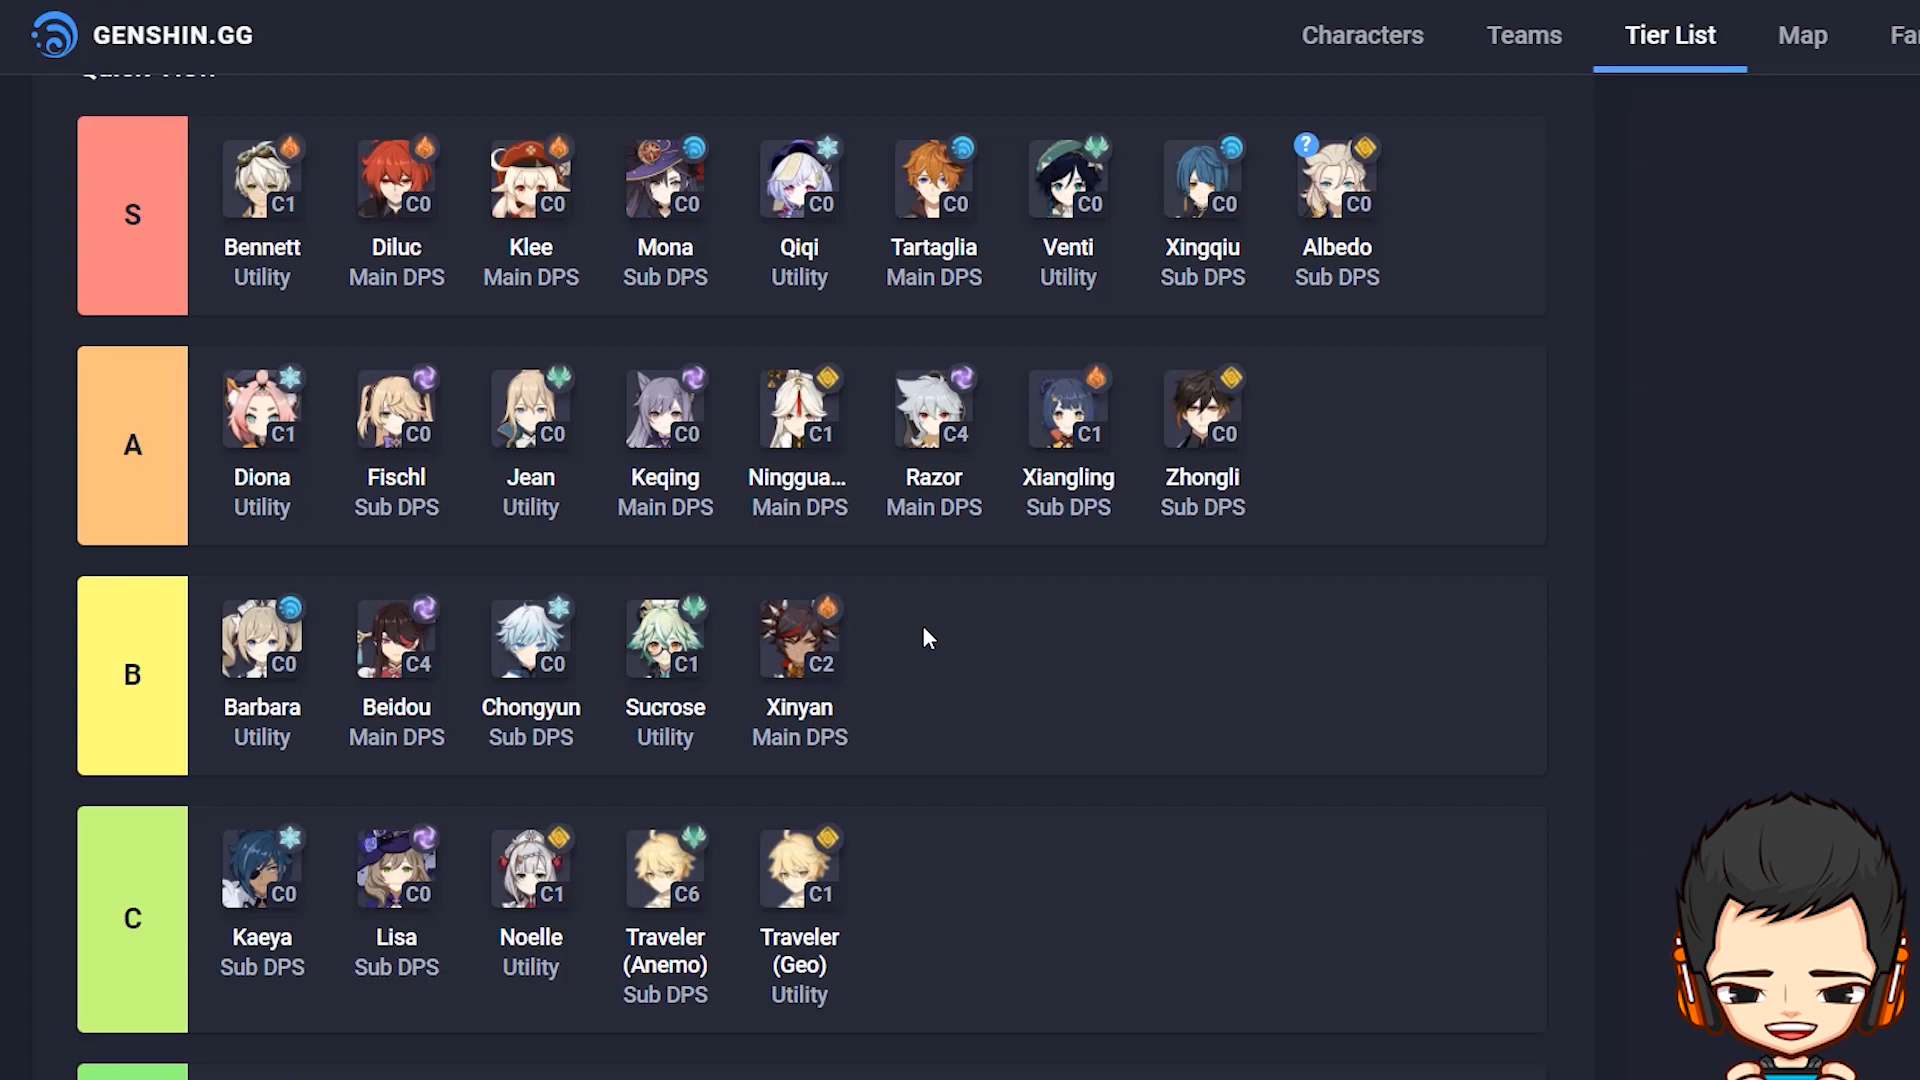 GENSHIN.GG
Characters Teams Tier List Map
Quick View
S
C1 C0 C0 C0 C0 C0 C0 C0 ? C0
Bennett Diluc Klee Mona Qiqi Tartaglia Venti Xingqiu Albedo
Utility Main DPS Main DPS Sub DPS Utility Main DPS Utility Sub DPS Sub DPS
A
C1 C0 C0 C0 C1 C4 C1 C0
Diona Fischl Jean Keqing Ninggua... Razor Xiangling Zhongli
Utility Sub DPS Utility Main DPS Main DPS Main DPS Sub DPS Sub DPS
B
C0 C4 C0 C1 C2
Barbara Beidou Chongyun Sucrose Xinyan
Utility Main DPS Sub DPS Utility Main DPS
C
C0 C0 C1 C6 C1
Kaeya Lisa Noelle Traveler Traveler
(Anemo) (Geo)
Sub DPS Sub DPS Utility Sub DPS Utility